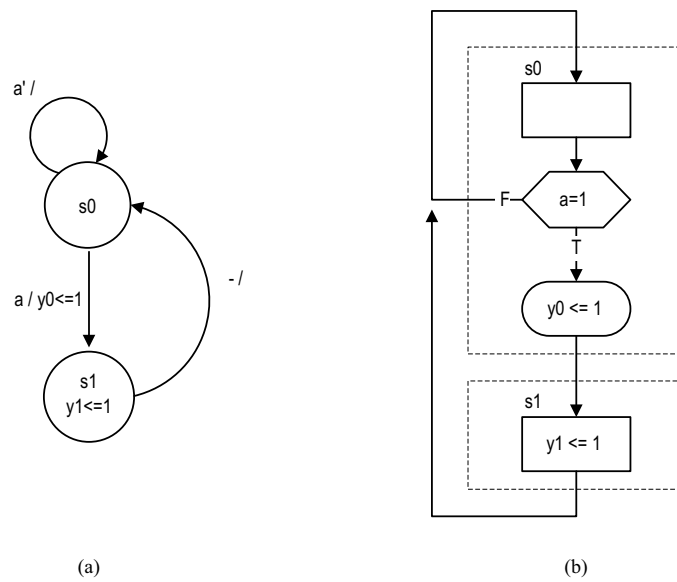 a' /
s0
a / y0<=1
- /
s1
y1<=1
(a)
s0
a=1
F
T
y0 <= 1
s1
y1 <= 1
(b)